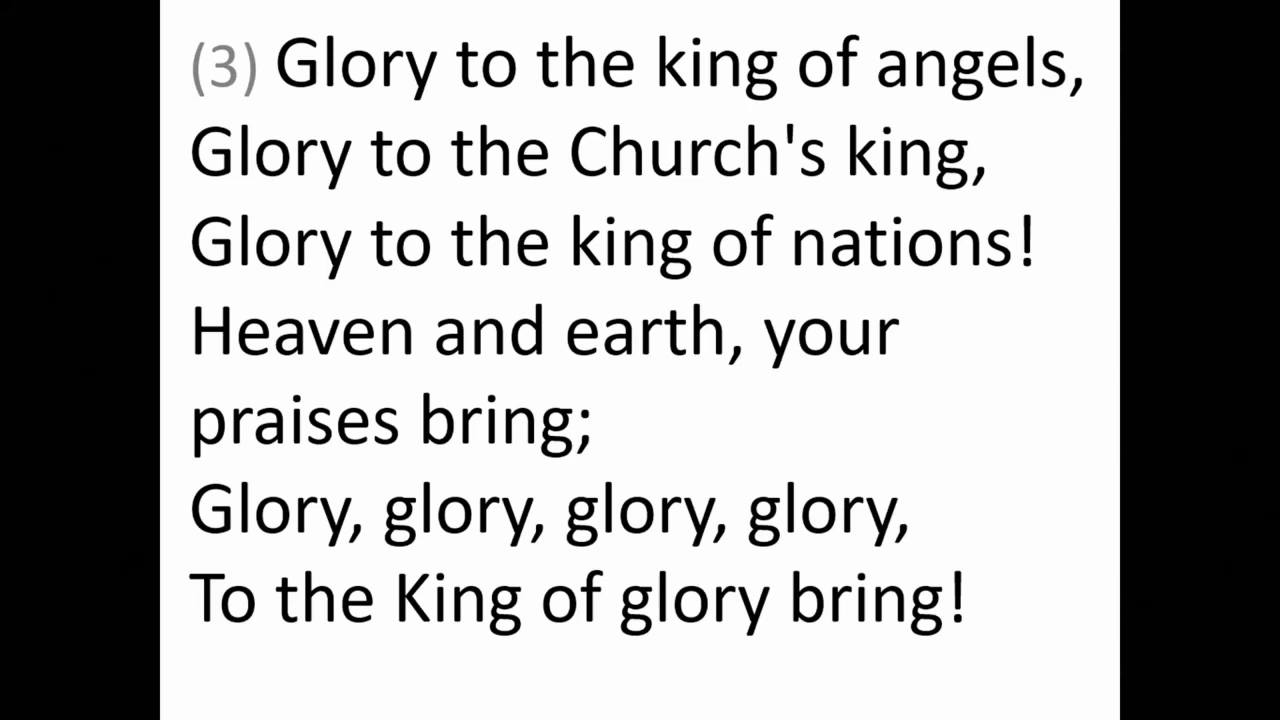 (3) Glory to the king of angels,
Glory to the Church's king,
Glory to the king of nations!
Heaven and earth, your
praises bring;
Glory, glory, glory, glory,
To the King of glory bring!